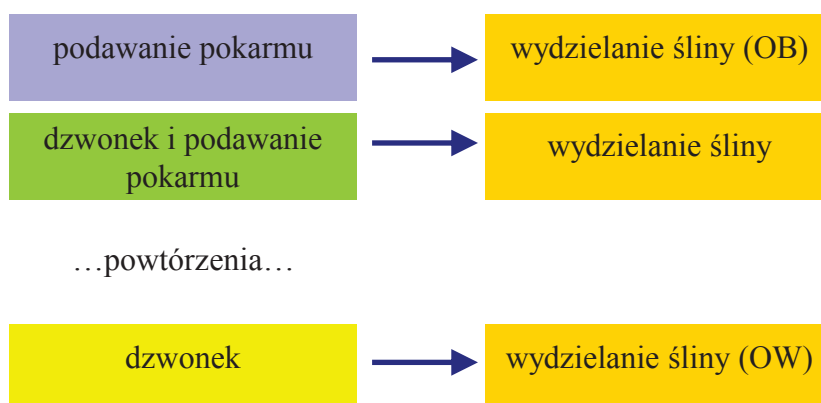 podawanie pokarmu
wydzielanie śliny (OB)
dzwonek i podawanie
pokarmu
wydzielanie śliny
…powtórzenia…
dzwonek
wydzielanie śliny (OW)